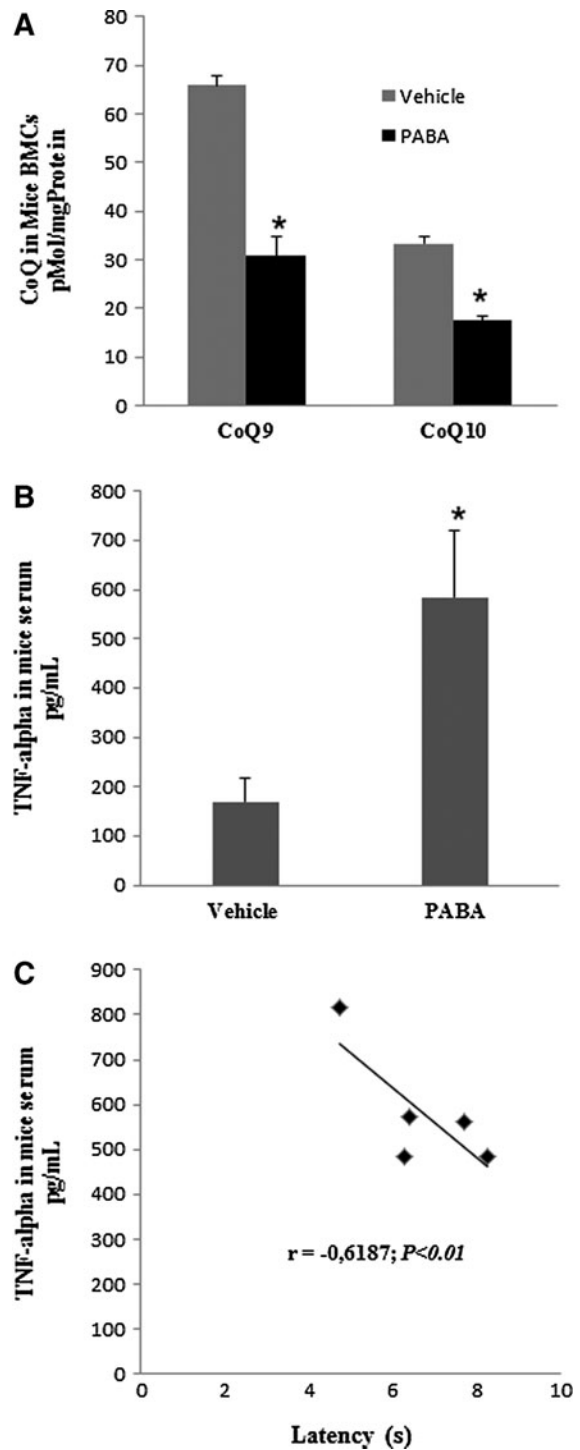 A
CoQ in Mice BMCs
pMol/mgProtein
80
70
60
50
40
30
20
10
0
Vehicle
PABA
*
*
CoQ9
CoQ10
B
TNF-alpha in mice serum
pg/mL
800
700
600
500
400
300
200
100
0
*
Vehicle
PABA
C
TNF-alpha in mice serum
pg/mL
900
800
700
600
500
400
300
200
100
0
r = -0,6187; P<0.01
0
2
4
6
8
10
Latency (s)